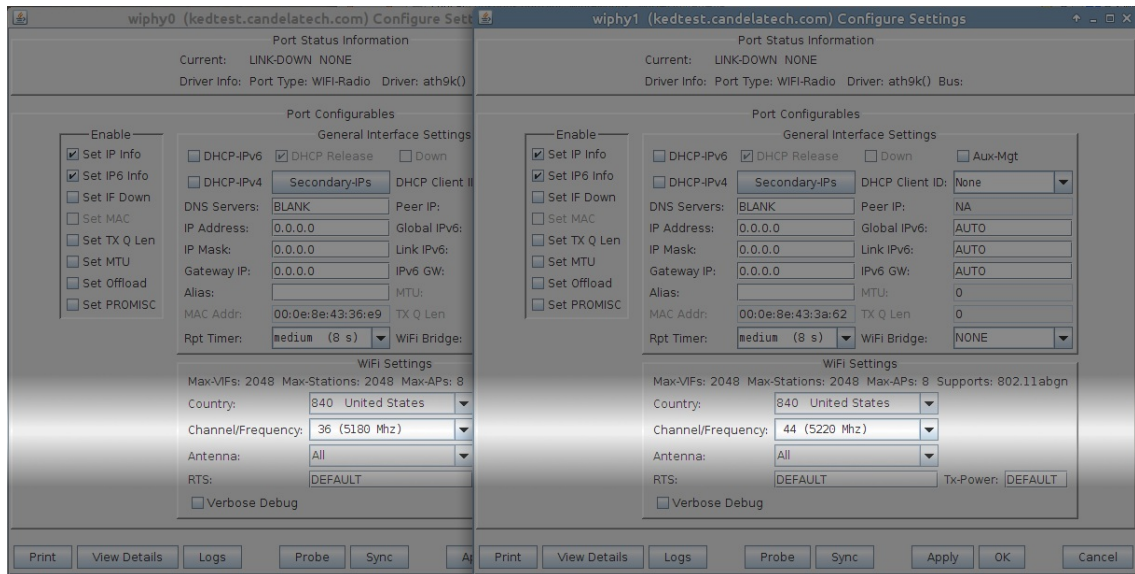 wiphy0 (kedtest.candelatech.com) Configure Sett
Port Status Information
Current: LINK-DOWN NONE
Driver Info: Port Type: WIFI-Radio Driver: ath9k()
Port Configurables
Enable
Set IP Info
Set IP6 Info
Set IF Down
Set MAC
Set TX Q Len
Set MTU
Set Offload
Set PROMISC
General Interface Settings
DHCP-IPv6 DHCP Release Down
DHCP-IPv4 Secondary-IPs DHCP Client I
DNS Servers: BLANK Peer IP:
IP Address: 0.0.0.0 Global IPv6:
IP Mask: 0.0.0.0 Link IPv6:
Gateway IP: 0.0.0.0 IPv6 GW:
Alias: MTU:
MAC Addr: 00:0e:8e:43:36:e9 TX Q Len
Rpt Timer: medium (8 s) WiFi Bridge:
WiFi Settings
Max-VIFs: 2048 Max-Stations: 2048 Max-APs: 8
Country: 840 United States
Channel/Frequency: 36 (5180 Mhz)
Antenna: All
RTS: DEFAULT
Verbose Debug
Print View Details Logs Probe Sync A
wiphy1 (kedtest.candelatech.com) Configure Settings
Port Status Information
Current: LINK-DOWN NONE
Driver Info: Port Type: WIFI-Radio Driver: ath9k() Bus:
Port Configurables
Enable
Set IP Info
Set IP6 Info
Set IF Down
Set MAC
Set TX Q Len
Set MTU
Set Offload
Set PROMISC
General Interface Settings
DHCP-IPv6 DHCP Release Down Aux-Mgt
DHCP-IPv4 Secondary-IPs DHCP Client ID: None
DNS Servers: BLANK Peer IP: NA
IP Address: 0.0.0.0 Global IPv6: AUTO
IP Mask: 0.0.0.0 Link IPv6: AUTO
Gateway IP: 0.0.0.0 IPv6 GW: AUTO
Alias: MTU: 0
MAC Addr: 00:0e:8e:43:3a:62 TX Q Len 0
Rpt Timer: medium (8 s) WiFi Bridge: NONE
WiFi Settings
Max-VIFs: 2048 Max-Stations: 2048 Max-APs: 8 Supports: 802.11abgn
Country: 840 United States
Channel/Frequency: 44 (5220 Mhz)
Antenna: All
RTS: DEFAULT Tx-Power: DEFAULT
Verbose Debug
Print View Details Logs Probe Sync Apply OK Cancel